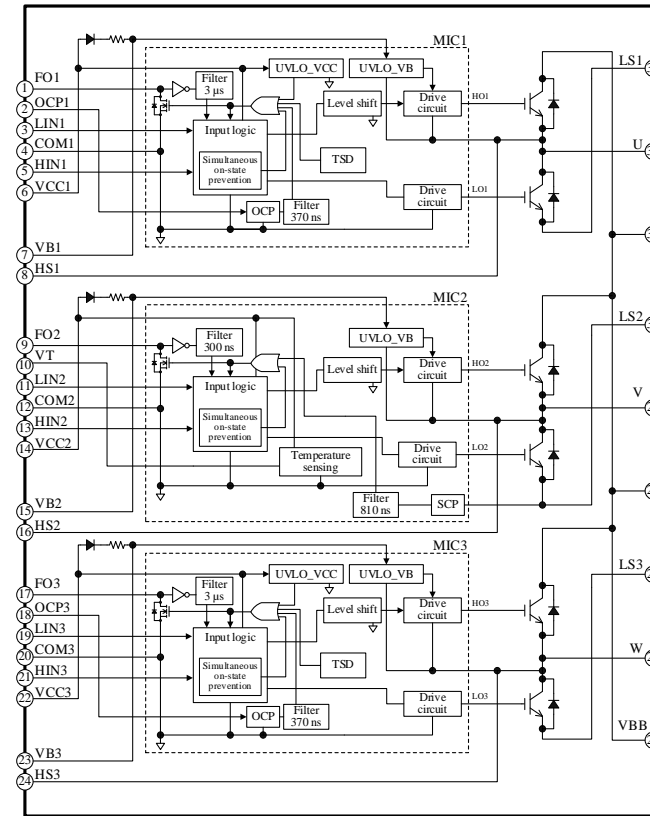 MIC1
FO1
1
OCP1
2
LIN1
3
COM1
4
HIN1
5
VCC1
6
VB1
7
HS1
8
UVLO_VCC
UVLO_VB
Filter
3 µs
Input logic
Simultaneous
on-state
prevention
Level shift
Drive
circuit
HO1
TSD
OCP
Filter
370 ns
Drive
circuit
LO1
LS1
U
MIC2
FO2
9
VT
10
LIN2
11
COM2
12
HIN2
13
VCC2
14
VB2
15
HS2
16
UVLO_VB
Filter
300 ns
Input logic
Simultaneous
on-state
prevention
Level shift
Drive
circuit
HO2
Temperature
sensing
Drive
circuit
LO2
Filter
810 ns
SCP
LS2
V
MIC3
FO3
17
OCP3
18
LIN3
19
COM3
20
HIN3
21
VCC3
22
VB3
23
HS3
24
UVLO_VCC
UVLO_VB
Filter
3 µs
Input logic
Simultaneous
on-state
prevention
Level shift
Drive
circuit
HO3
TSD
OCP
Filter
370 ns
Drive
circuit
LO3
LS3
W
VBB